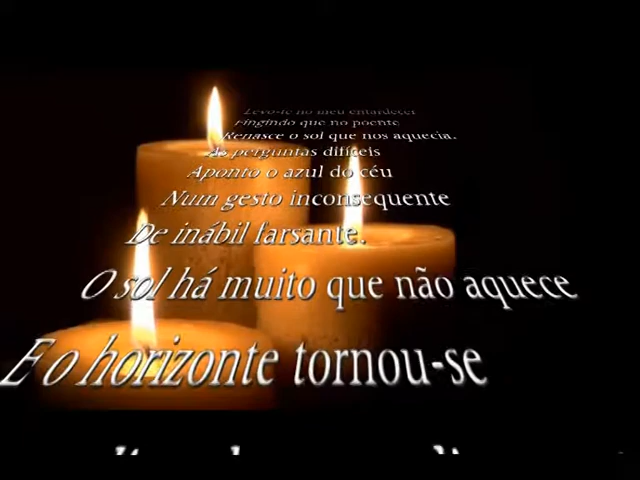 Levo-te no meu entardecer
Fingindo que no poente
Renasce o sol que nos aquecia.
Às perguntas difíceis
Aponto o azul do céu
Num gesto inconsequente
De inábil farsante.
O sol há muito que não aquece
E o horizonte tornou-se